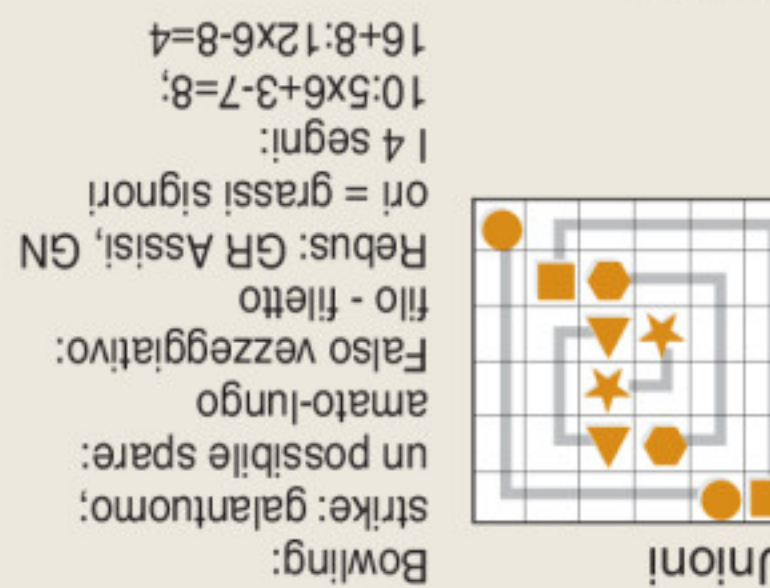 Unioni
Bowling:
strike: galantuomo;
un possibile spare:
amato-lungo
Falso vezzeggiativo:
filo - filetto
Rebus: GR Assisi, GN
ori = grassi signori
I 4 segni:
10:5x6+3-7=8;
16+8:12x6-8=4